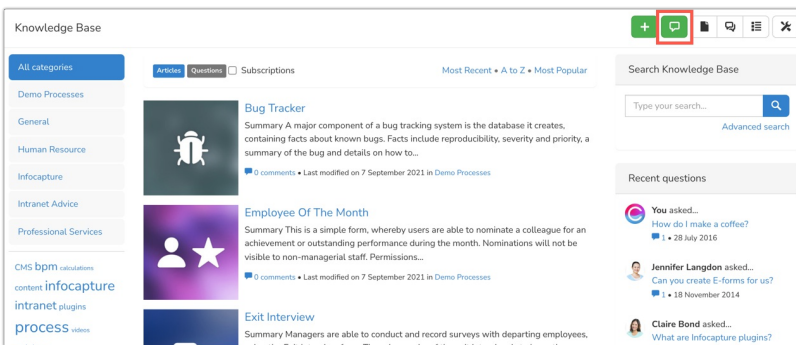 Knowledge Base
All categories
Demo Processes
General
Human Resource
Infocapture
Intranet Advice
Professional Services
CMS bpm calculations
content infocapture
intranet plugins
process videos
Articles Questions Subscriptions
Most Recent • A to Z • Most Popular
Bug Tracker
Summary A major component of a bug tracking system is the database it creates,
containing facts about known bugs. Facts include reproducibility, severity and priority, a
summary of the bug and details on how to...
0 comments • Last modified on 7 September 2021 in Demo Processes
Employee Of The Month
Summary This is a simple form, whereby users are able to nominate a colleague for an
achievement or outstanding performance during the month. Nominations will not be
visible to non-managerial staff. Permissions...
0 comments • Last modified on 7 September 2021 in Demo Processes
Exit Interview
Summary Managers are able to conduct and record surveys with departing employees,
Search Knowledge Base
Type your search...
Advanced search
Recent questions
You asked...
How do I make a coffee?
1 • 28 July 2016
Jennifer Langdon asked...
Can you create E-forms for us?
1 • 18 November 2014
Claire Bond asked...
What are Infocapture plugins?